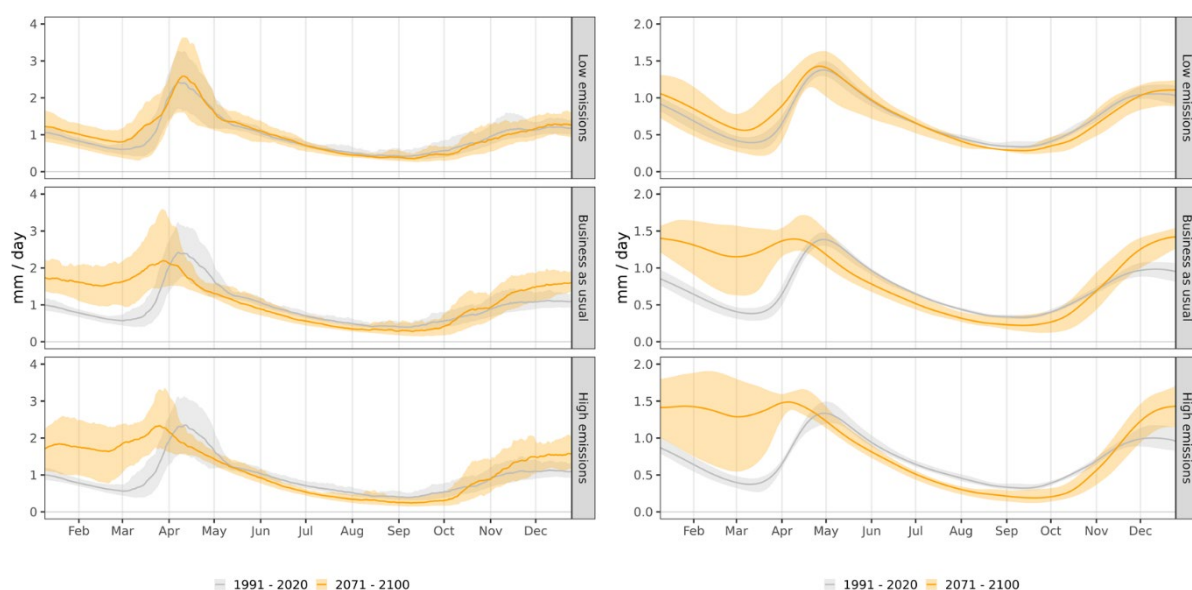 mm / day
4
3
2
1
0
Low emissions
4
3
2
1
0
Business as usual
4
3
2
1
0
High emissions
Feb Mar Apr May Jun Jul Aug Sep Oct Nov Dec
1991 - 2020 2071 - 2100
mm / day
2.0
1.5
1.0
0.5
0.0
Low emissions
2.0
1.5
1.0
0.5
0.0
Business as usual
2.0
1.5
1.0
0.5
0.0
High emissions
Feb Mar Apr May Jun Jul Aug Sep Oct Nov Dec
1991 - 2020 2071 - 2100